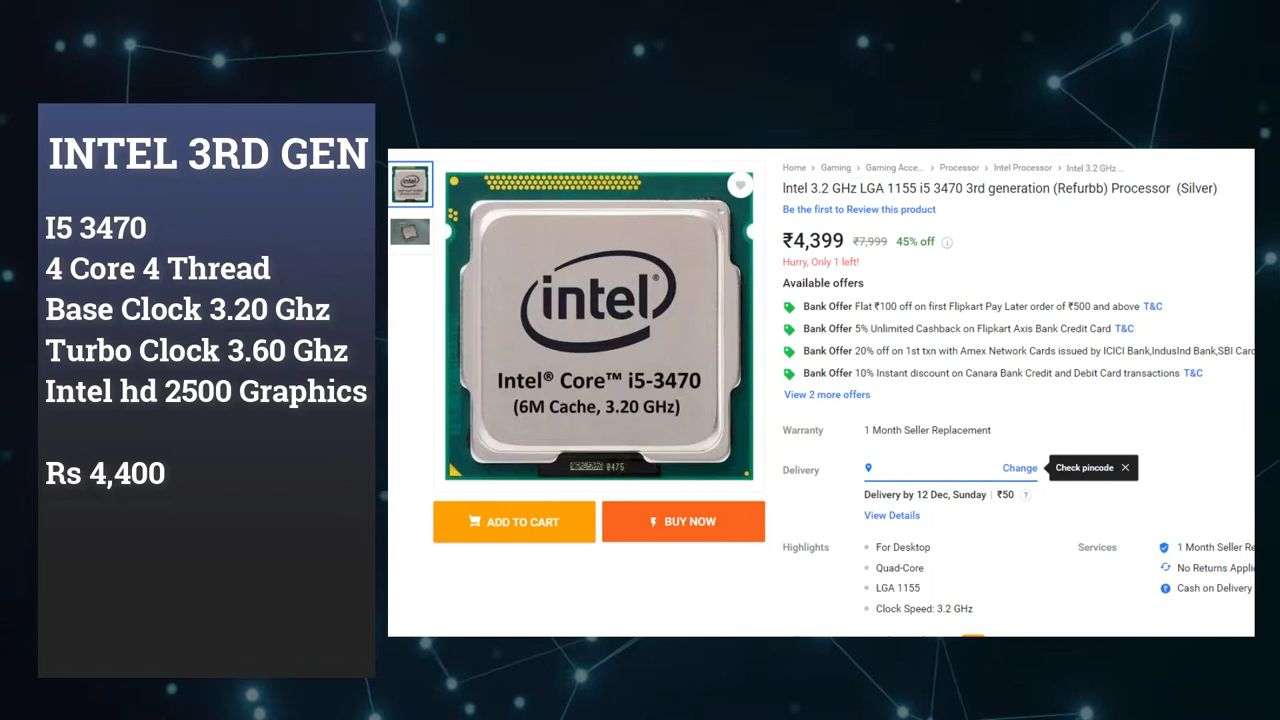 INTEL 3RD GEN
I5 3470
4 Core 4 Thread
Base Clock 3.20 Ghz
Turbo Clock 3.60 Ghz
Intel hd 2500 Graphics
Rs 4,400
intel®
Intel® Core™ i5-3470
(6M Cache, 3.20 GHz)
0475
ADD TO CART
BUY NOW
Home > Gaming > Gaming Acce... > Processor > Intel Processor > Intel 3.2 GHz ...
Intel 3.2 GHz LGA 1155 i5 3470 3rd generation (Refurbb) Processor (Silver)
Be the first to Review this product
₹4,399 ₹7,999 45% off
Hurry, Only 1 left!
Available offers
Bank Offer Flat ₹100 off on first Flipkart Pay Later order of ₹500 and above T&C
Bank Offer 5% Unlimited Cashback on Flipkart Axis Bank Credit Card T&C
Bank Offer 20% off on 1st txn with Amex Network Cards issued by ICICI Bank,IndusInd Bank,SBI Card
Bank Offer 10% Instant discount on Canara Bank Credit and Debit Card transactions T&C
View 2 more offers
Warranty 1 Month Seller Replacement
Delivery Change Check pincode ✕
Delivery by 12 Dec, Sunday | ₹50 ?
View Details
Highlights
For Desktop
Quad-Core
LGA 1155
Clock Speed: 3.2 GHz
Services
1 Month Seller Re
No Returns Appli
Cash on Delivery